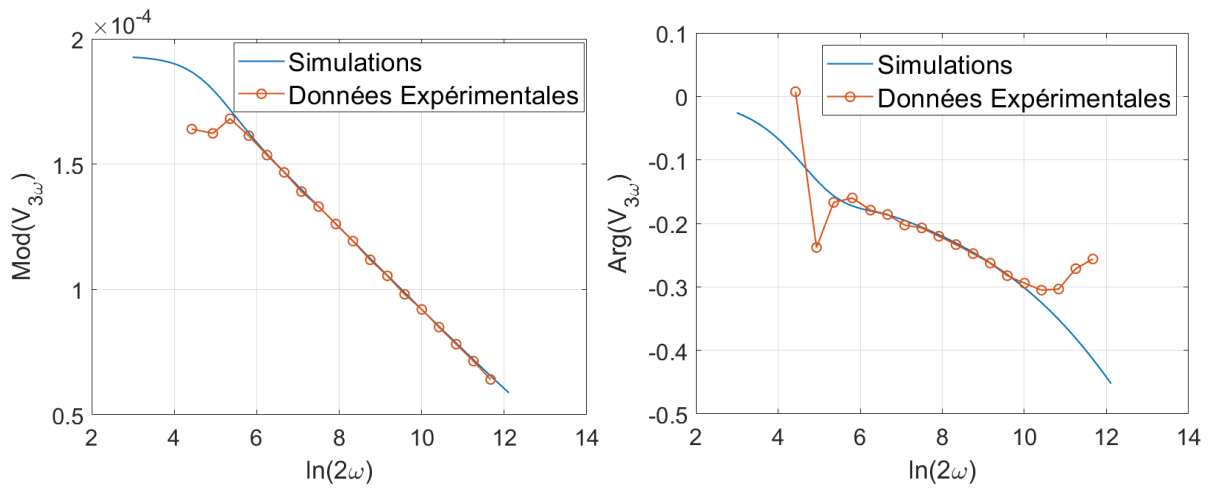 ×10⁻⁴
2
1.5
1
0.5
Mod(V₃ω)
Simulations
Données Expérimentales
2 4 6 8 10 12 14
ln(2ω)
0.1
0
-0.1
-0.2
-0.3
-0.4
-0.5
Arg(V₃ω)
Simulations
Données Expérimentales
2 4 6 8 10 12 14
ln(2ω)